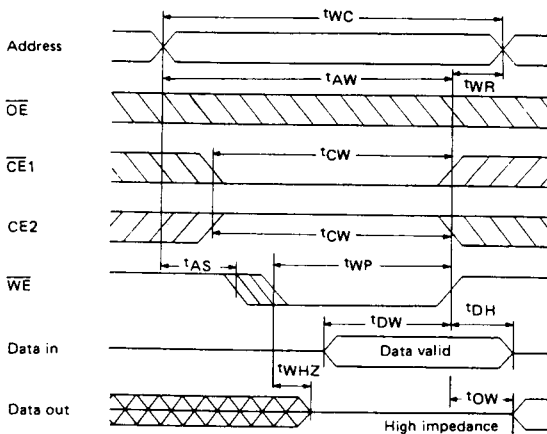 tWC
Address
tAW
tWR
OE
tCW
CE1
CE2
tCW
tAS
tWP
WE
tDW
tDH
Data in
Data valid
tWHZ
tOW
Data out
High impedance